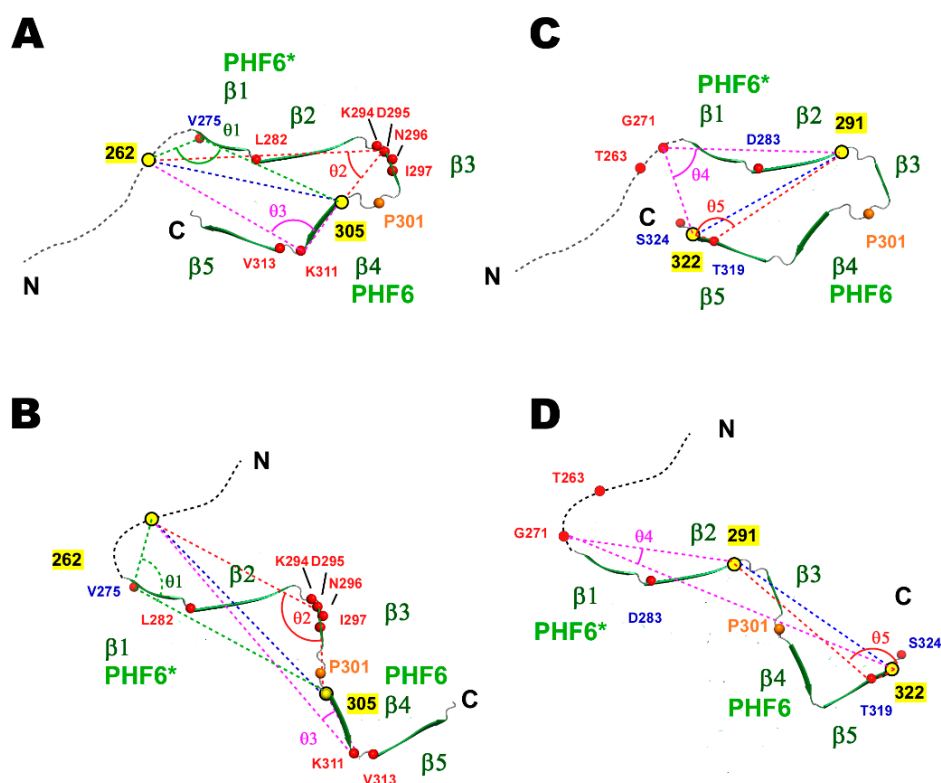 A
PHF6*
β1
V275
θ1
β2
L282
K294 D295
N296
262
θ2
I297
β3
θ3
P301
C
305
V313
K311
β5
β4
PHF6
N
C
PHF6*
β1
β2
G271
D283
291
T263
θ4
β3
C
θ5
P301
S324
322
T319
β4
PHF6
β5
N
B
N
262
K294 D295
β2
N296
V275
θ1
L282
θ2
I297
β3
β1
P301
PHF6
PHF6*
305
β4
C
θ3
K311
V313
β5
D
N
T263
G271
θ4
β2
291
β3
β1
D283
C
PHF6*
P301
θ5
S324
β4
322
PHF6
T319
β5